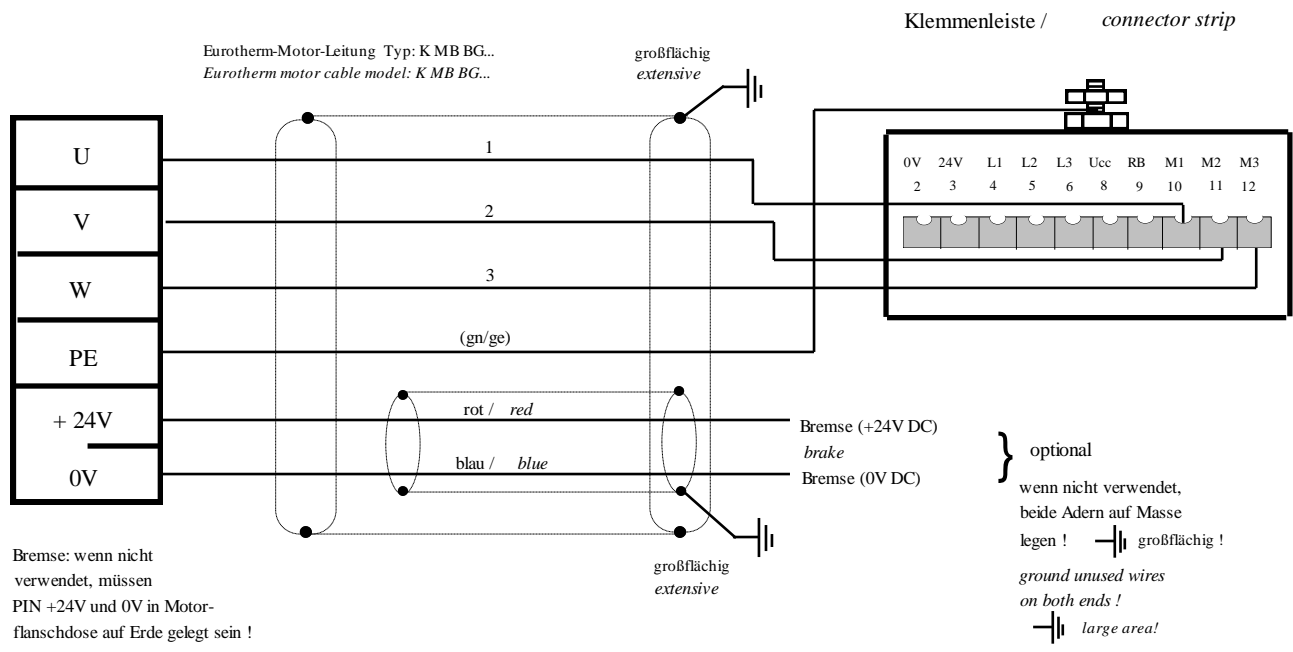 Klemmenleiste / connector strip
Eurotherm-Motor-Leitung Typ: K MB BG...
Eurotherm motor cable model: K MB BG...
großflächig
extensive
U
V
W
PE
+ 24V
0V
1
2
3
(gn/ge)
rot / red
blau / blue
0V 24V L1 L2 L3 Ucc RB M1 M2 M3
2 3 4 5 6 8 9 10 11 12
Bremse (+24V DC)
brake
Bremse (0V DC)
} optional
wenn nicht verwendet,
beide Adern auf Masse
legen ! großflächig !
ground unused wires
on both ends !
large area!
großflächig
extensive
Bremse: wenn nicht
verwendet, müssen
PIN +24V und 0V in Motor-
flanschdose auf Erde gelegt sein !